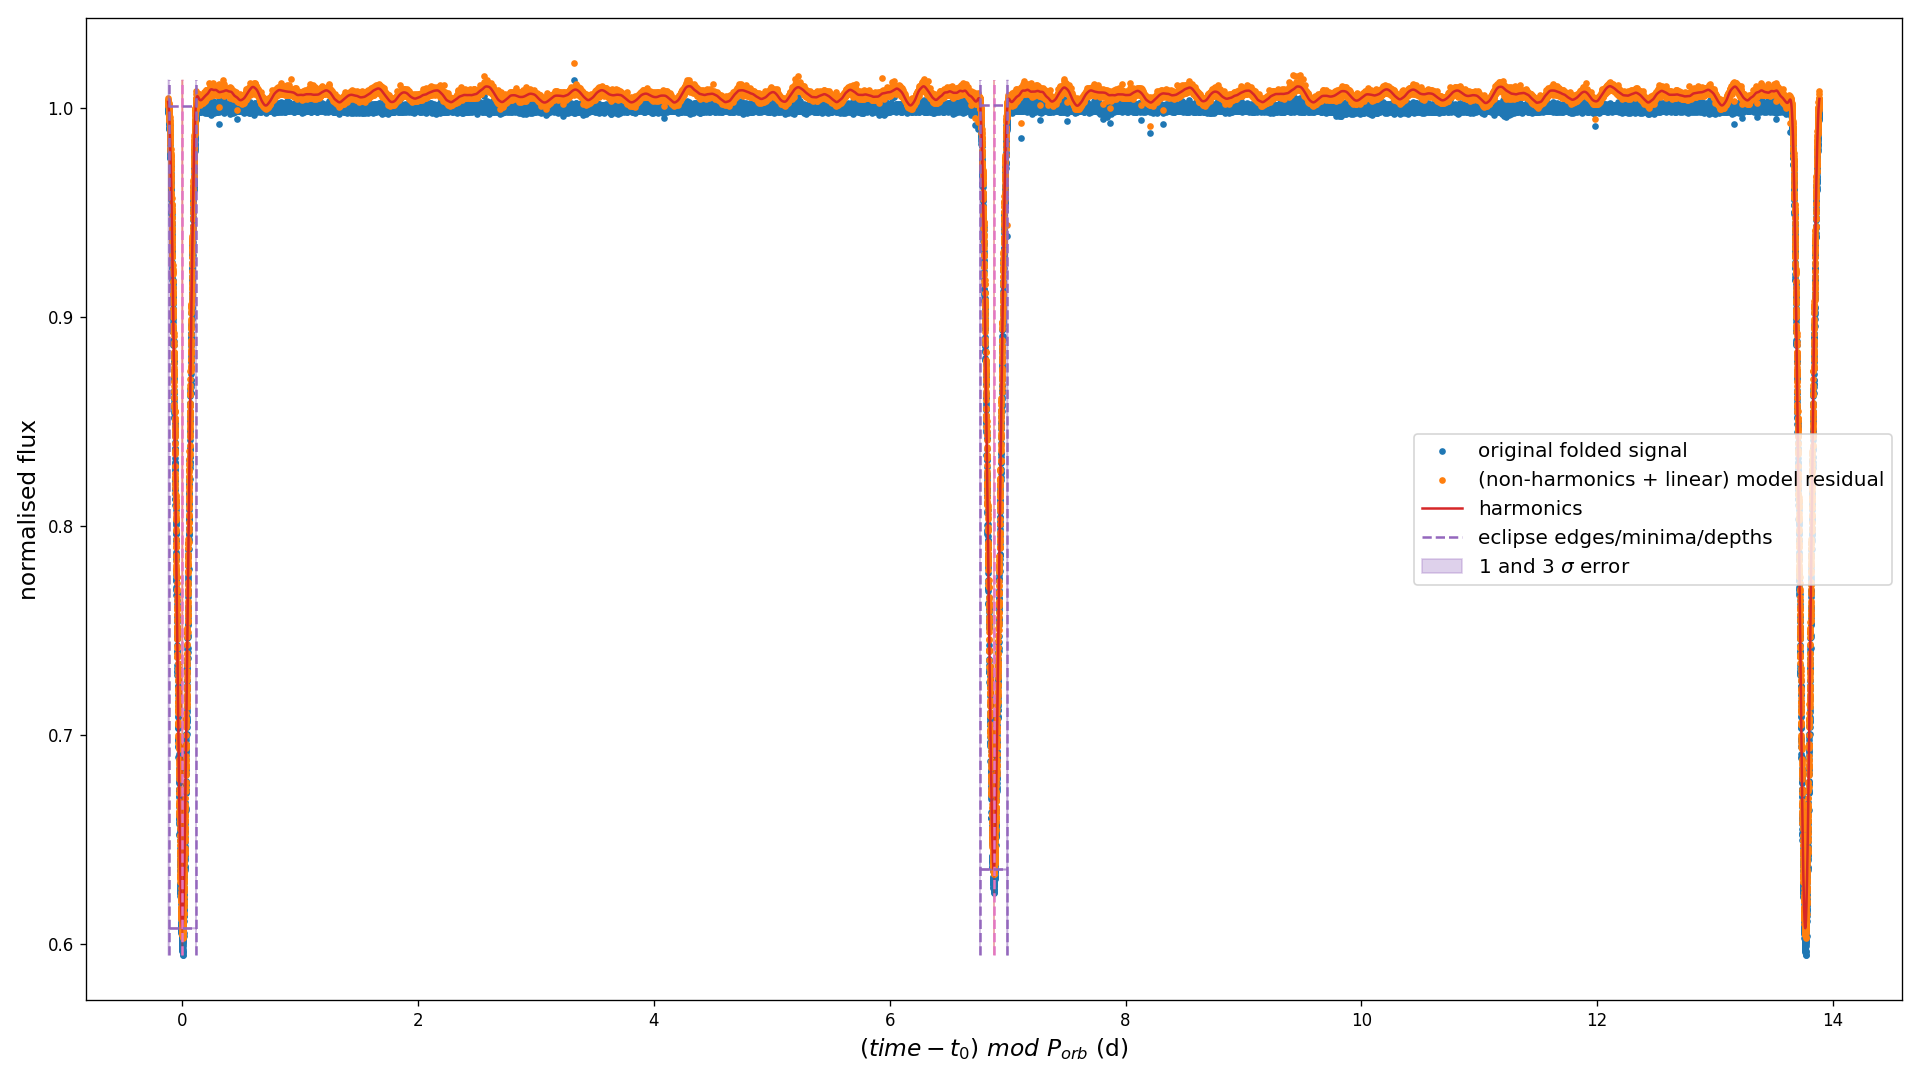 1.0
0.9
0.8
0.7
0.6
normalised flux
original folded signal
(non-harmonics + linear) model residual
harmonics
eclipse edges/minima/depths
1 and 3 σ error
0 2 4 6 8 10 12 14
(time − t₀) mod Pₒᵣb (d)